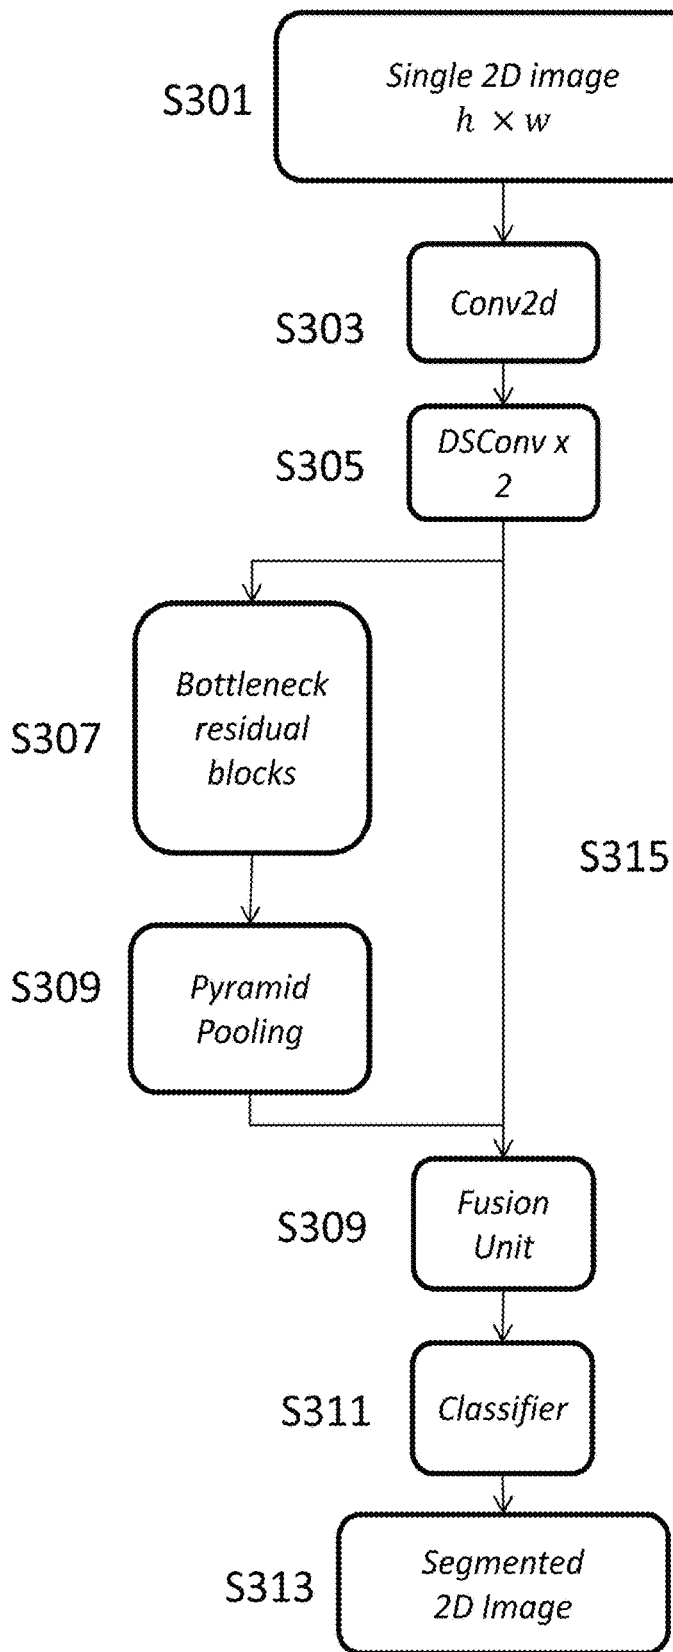 S301
Single 2D image
h × w
S303
Conv2d
S305
DSConv x
2
S307
Bottleneck
residual
blocks
S315
S309
Pyramid
Pooling
S309
Fusion
Unit
S311
Classifier
S313
Segmented
2D Image